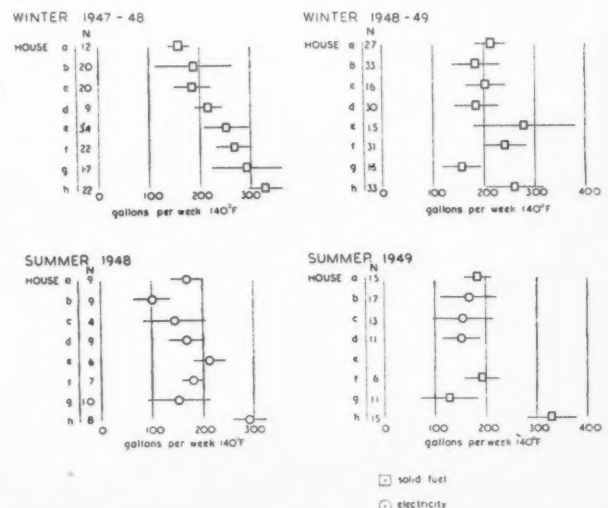 WINTER 1947-48
N
HOUSE a 12
b 20
c 20
d 9
e 34
f 22
g 17
h 22
0 100 200 300
gallons per week 140°F
WINTER 1948-49
N
HOUSE a 27
b 33
c 16
d 30
e 15
f 31
g
h 33
0 100 200 300 400
gallons per week 140°F
SUMMER 1948
N
HOUSE a 9
b 9
c 4
d 9
e 6
f 7
g 10
h 8
0 100 200 300
gallons per week 140°F
SUMMER 1949
N
HOUSE a 15
b 17
c 13
d 11
e
f 6
g 11
h 15
0 100 200 300 400
gallons per week 140°F
solid fuel
electricity